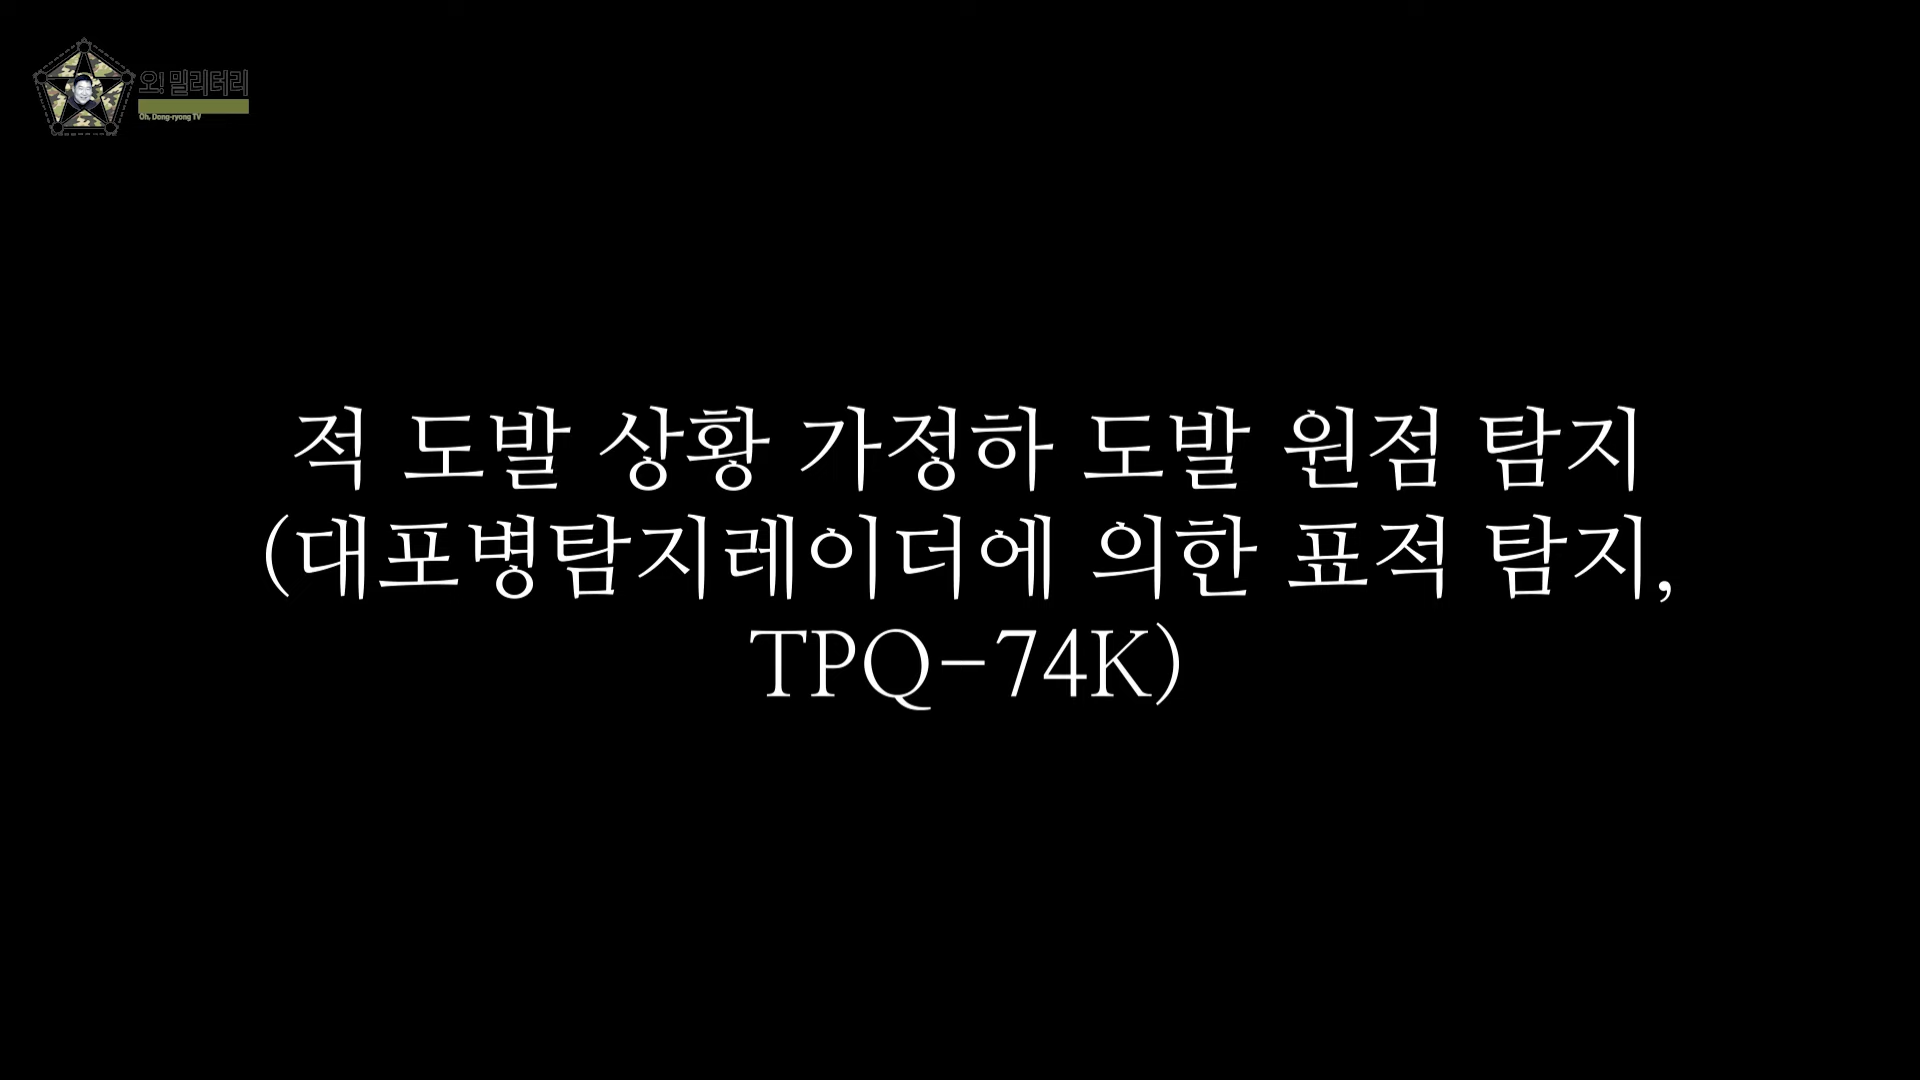 오! 밀리터리
Oh, Dong-ryong TV
적 도발 상황 가정하 도발 원점 탐지
(대포병탐지레이더에 의한 표적 탐지,
TPQ-74K)